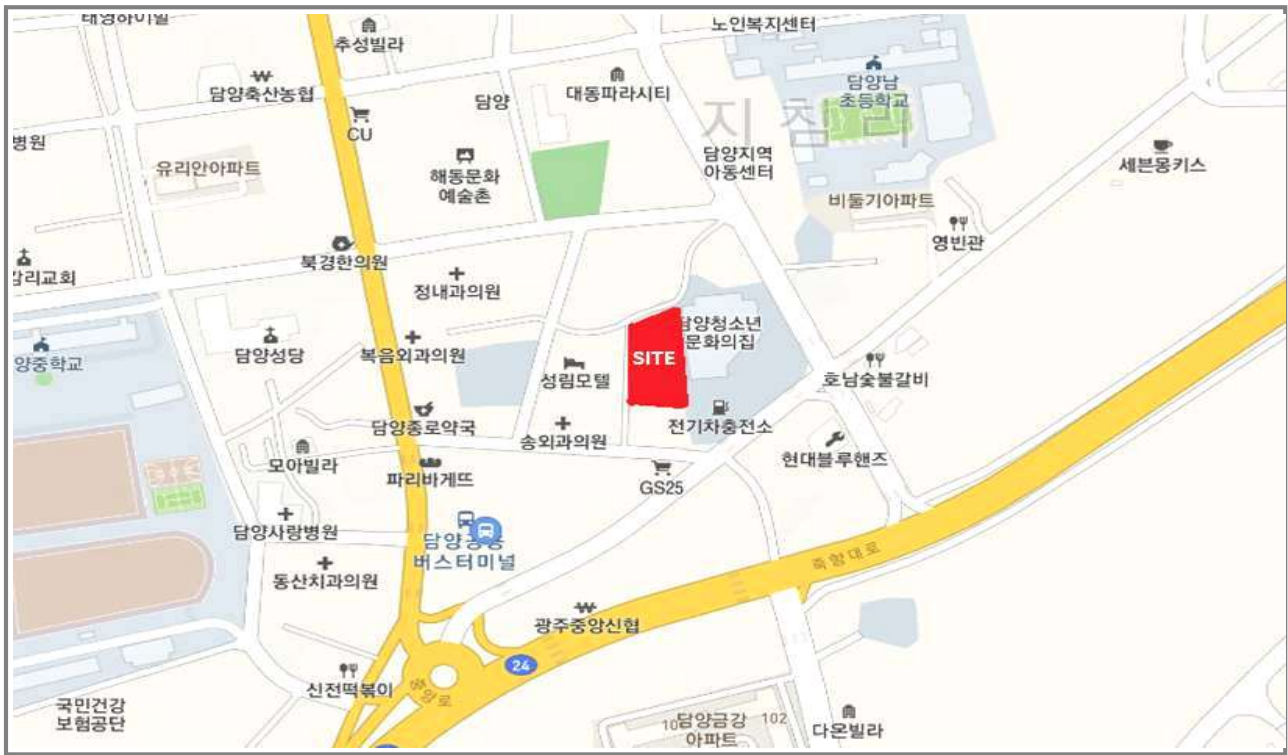 태영하이빌
추성빌라
노인복지센터
담양축산농협
담양
대동파라시티
담양남
초등학교
CU
지침리
병원
유리안아파트
해동문화
예술촌
담양지역
아동센터
세븐몽키스
비둘기아파트
영빈관
북경한의원
감리교회
정내과의원
양중학교
담양성당
복음외과의원
성림모텔
SITE
담양청소년
문화의집
호남숯불갈비
담양종로약국
송외과의원
전기차충전소
모아빌라
파리바게뜨
GS25
현대블루핸즈
담양사랑병원
담양공용
버스터미널
동산치과의원
죽향대로
광주중앙신협
24
신전떡볶이
중앙로
국민건강
보험공단
담양금강
아파트
102
다온빌라